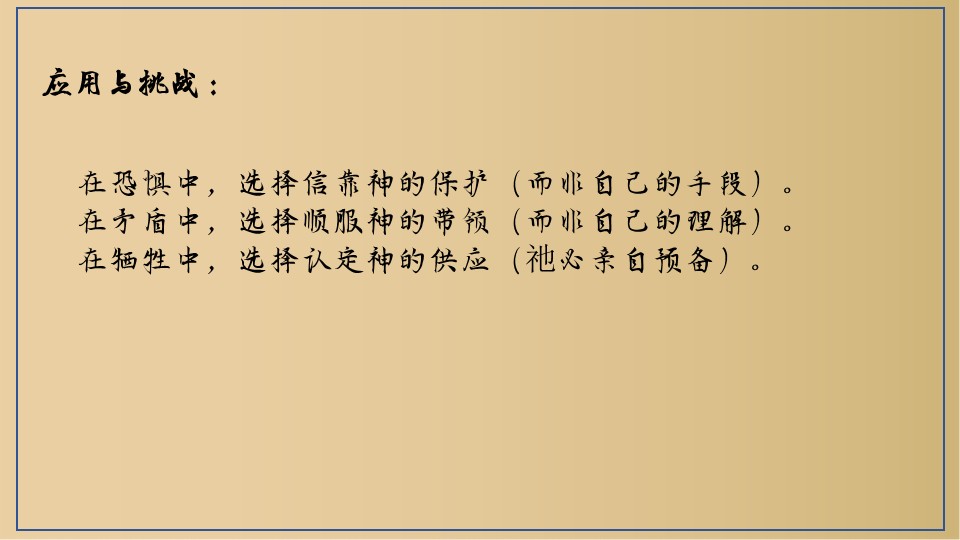 应用与挑战：
在恐惧中，选择信靠神的保护（而非自己的手段）。
在矛盾中，选择顺服神的带领（而非自己的理解）。
在牺牲中，选择认定神的供应（祂必亲自预备）。